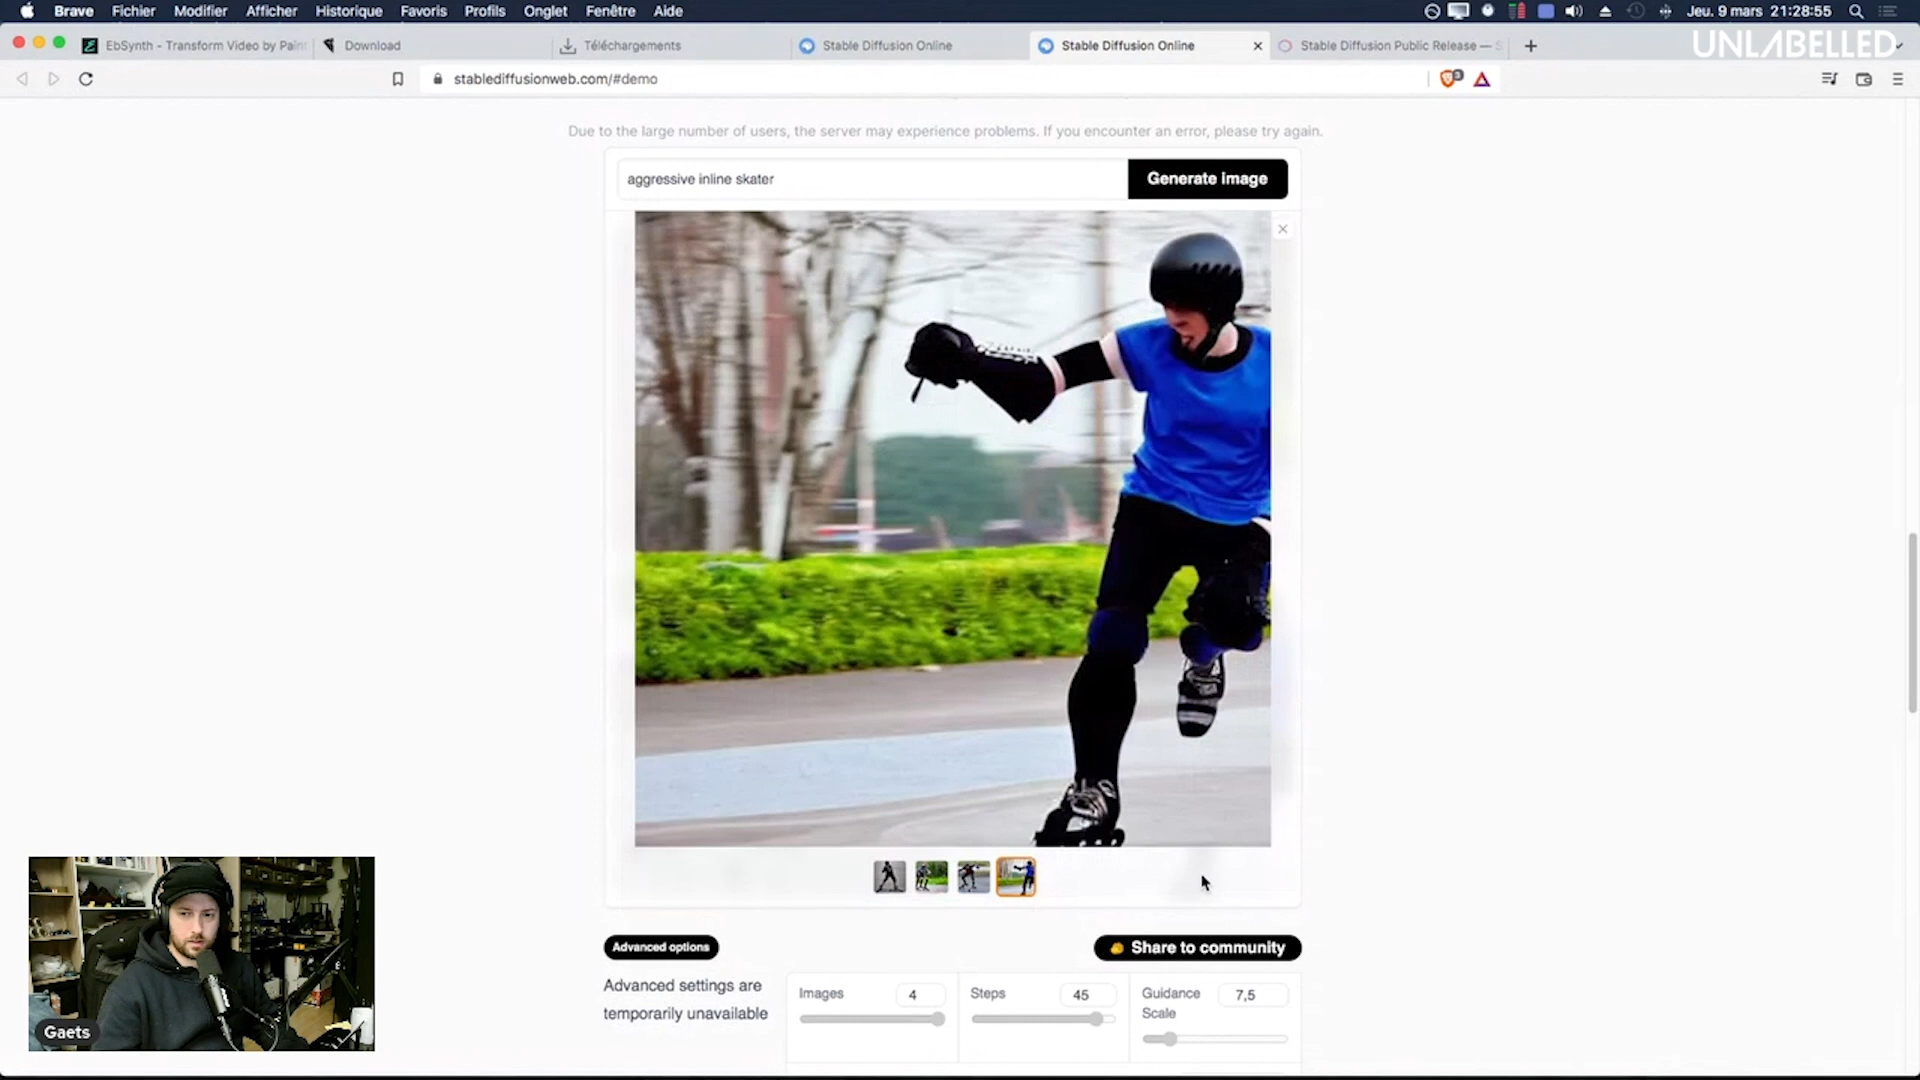 Brave Fichier Modifier Afficher Historique Favoris Profils Onglet Fenêtre Aide
Jeu. 9 mars 21:28:55
EbSynth - Transform Video by Pain
Download
Téléchargements
Stable Diffusion Online
Stable Diffusion Online
Stable Diffusion Public Release — S
UNLABELLED
stablediffusionweb.com/#demo
3
Due to the large number of users, the server may experience problems. If you encounter an error, please try again.
aggressive inline skater
Generate image
Advanced options
Share to community
Advanced settings are
temporarily unavailable
Images 4
Steps 45
Guidance
Scale
7,5
Gaets